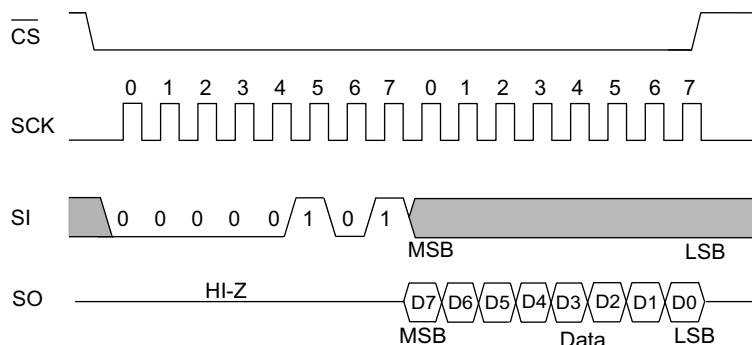 CS
0 1 2 3 4 5 6 7 0 1 2 3 4 5 6 7
SCK
SI 0 0 0 0 0 1 0 1
MSB LSB
HI-Z
SO D7 D6 D5 D4 D3 D2 D1 D0
MSB Data LSB